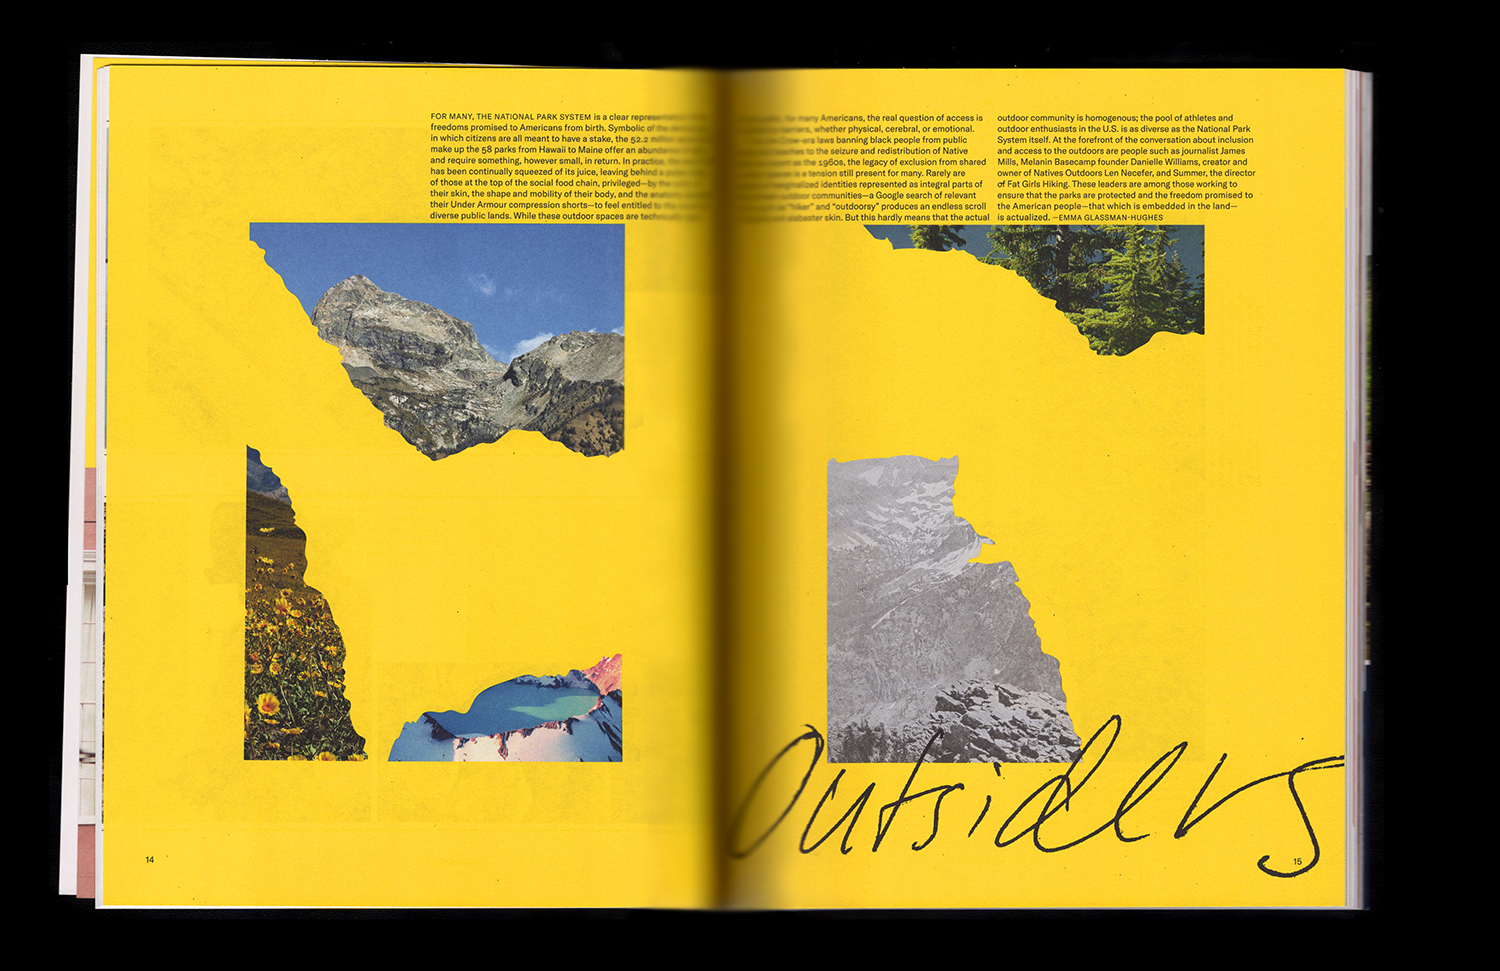 FOR MANY, THE NATIONAL PARK SYSTEM is a clear
freedoms promised to Americans from birth. Symbolic of the
in which citizens are all meant to have a stake, the 52.2
make up the 58 parks from Hawaii to Maine offer an
and require something, however small, in return. In practice,
has been continually squeezed of its juice, leaving behind
of those at the top of the social food chain, privileged—by
their skin, the shape and mobility of their body, and the
their Under Armour compression shorts—to feel entitled to
diverse public lands. While these outdoor spaces are
many Americans, the real question of access is
whether physical, cerebral, or emotional.
laws banning black people from public
to the seizure and redistribution of Native
as the 1960s, the legacy of exclusion from shared
is a tension still present for many. Rarely are
identities represented as integral parts of
outdoor communities—a Google search of relevant
"hiker" and "outdoorsy" produces an endless scroll
skin. But this hardly means that the actual
outdoor community is homogenous; the pool of athletes and
outdoor enthusiasts in the U.S. is as diverse as the National Park
System itself. At the forefront of the conversation about inclusion
and access to the outdoors are people such as journalist James
Mills, Melanin Basecamp founder Danielle Williams, creator and
owner of Natives Outdoors Len Necefer, and Summer, the director
of Fat Girls Hiking. These leaders are among those working to
ensure that the parks are protected and the freedom promised to
the American people—that which is embedded in the land—
is actualized. —EMMA GLASSMAN-HUGHES
Outsiders
14
15